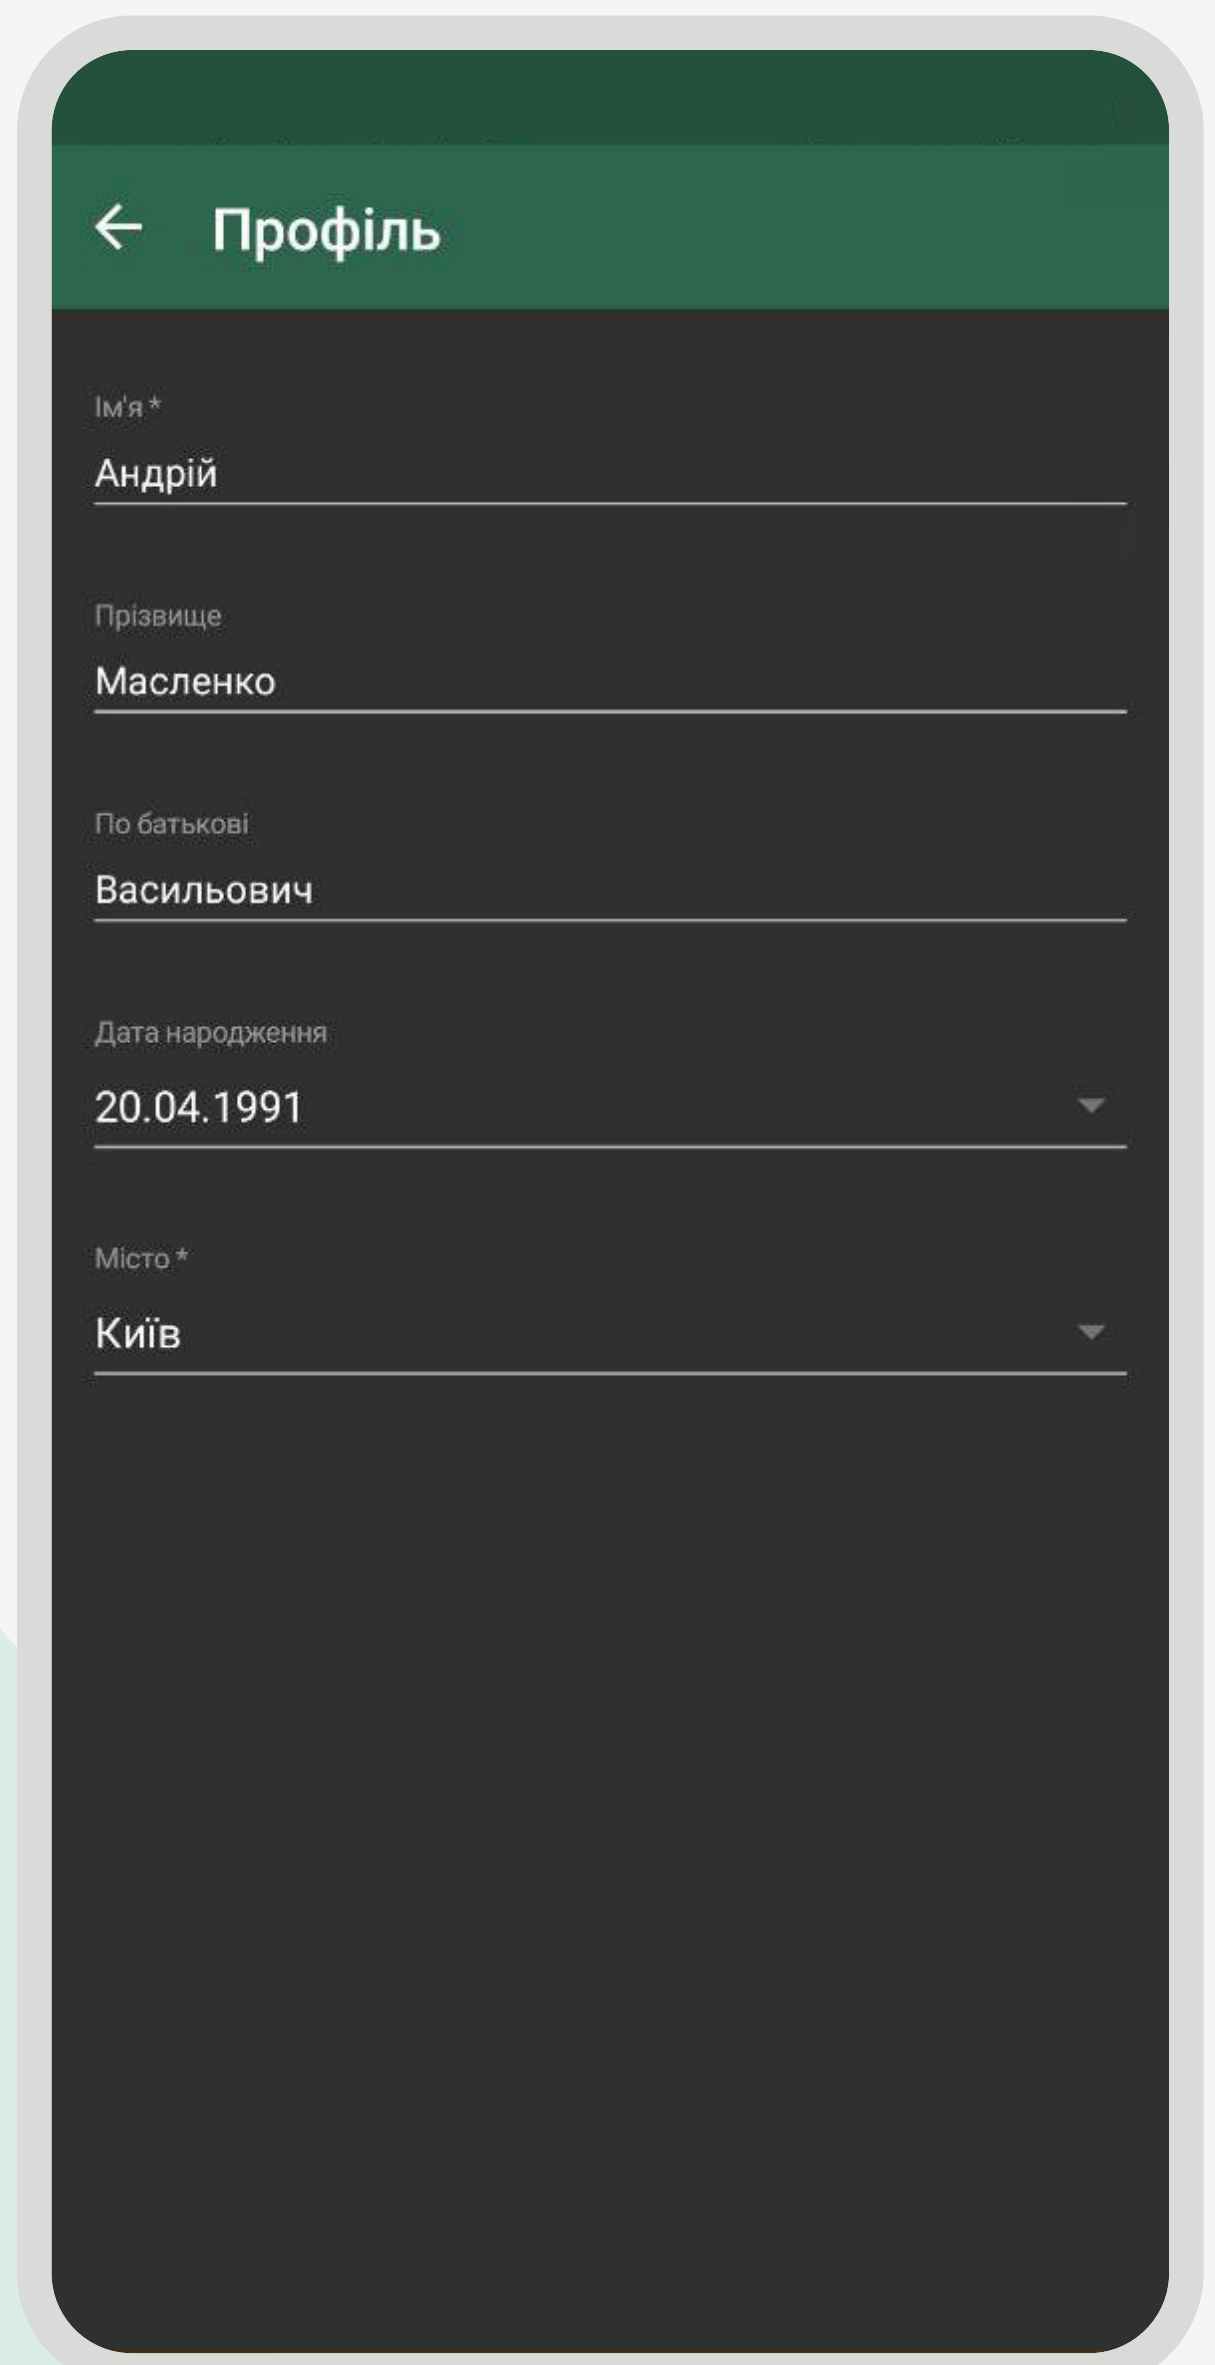 Профіль
Ім'я *
Андрій
Прізвище
Масленко
По батькові
Васильович
Дата народження
20.04.1991
Місто *
Київ